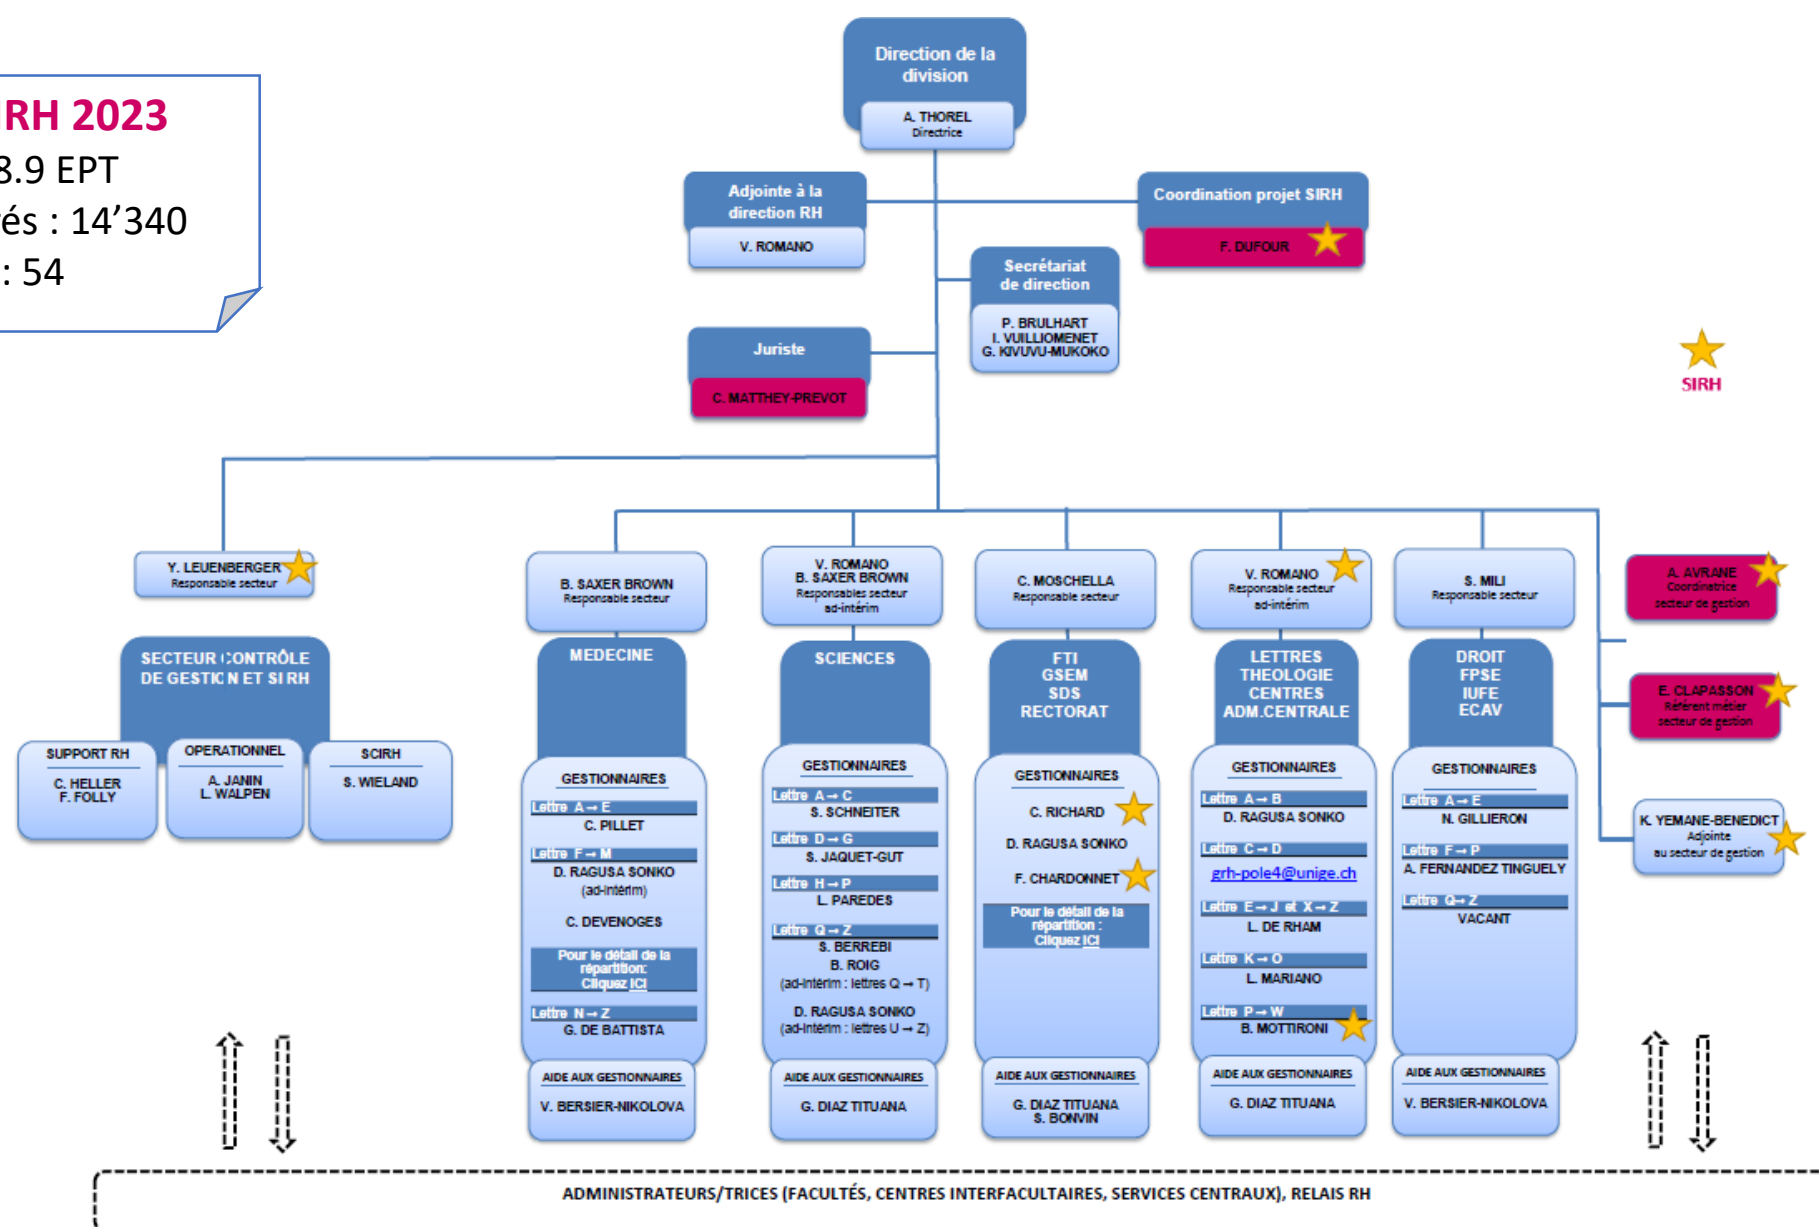 IRH 2023
8.9 EPT
rés : 14’340
: 54
Direction de la
division
A. THOREL
Directrice
Adjointe à la
direction RH
V. ROMANO
Coordination projet SIRH
F. DUFOUR
Secrétariat
de direction
P. BRULHART
I. VUILLIOMENET
G. KIVUVU-MUKOKO
Juriste
C. MATTHEY-PREVOT
SIRH
Y. LEUENBERGER
Responsable secteur
SECTEUR CONTRÔLE
DE GESTION ET SIRH
SUPPORT RH
C. HELLER
F. FOLLY
OPERATIONNEL
A. JANIN
L. WALPEN
SCIRH
S. WIELAND
B. SAXER BROWN
Responsable secteur
MEDECINE
GESTIONNAIRES
Lettre A → E
C. PILLET
Lettre F → M
D. RAGUSA SONKO
(ad-intérim)
C. DEVENOGES
Pour le détail de la
répartition:
Cliquez ICI
Lettre N → Z
G. DE BATTISTA
AIDE AUX GESTIONNAIRES
V. BERSIER-NIKOLOVA
V. ROMANO
B. SAXER BROWN
Responsables secteur
ad-intérim
SCIENCES
GESTIONNAIRES
Lettre A → C
S. SCHNEITER
Lettre D → G
S. JAQUET-GUT
Lettre H → P
L. PAREDES
Lettre Q → Z
S. BERREBI
B. ROIG
(ad-intérim : lettres Q → T)
D. RAGUSA SONKO
(ad-intérim : lettres U → Z)
AIDE AUX GESTIONNAIRES
G. DIAZ TITUANA
C. MOSCHELLA
Responsable secteur
FTI
GSEM
SDS
RECTORAT
GESTIONNAIRES
C. RICHARD
D. RAGUSA SONKO
F. CHARDONNET
Pour le détail de la
répartition :
Cliquez ICI
AIDE AUX GESTIONNAIRES
G. DIAZ TITUANA
S. BONVIN
V. ROMANO
Responsable secteur
ad-intérim
LETTRES
THEOLOGIE
CENTRES
ADM.CENTRALE
GESTIONNAIRES
Lettre A → B
D. RAGUSA SONKO
Lettre C → D
grh-pole4@unige.ch
Lettre E → J et X → Z
L. DE RHAM
Lettre K → O
L. MARIANO
Lettre P → W
B. MOTTIRONI
AIDE AUX GESTIONNAIRES
G. DIAZ TITUANA
S. MILI
Responsable secteur
DROIT
FPSE
IUFE
ECAV
GESTIONNAIRES
Lettre A → E
N. GILLIERON
Lettre F → P
A. FERNANDEZ TINGUELY
Lettre Q → Z
VACANT
AIDE AUX GESTIONNAIRES
V. BERSIER-NIKOLOVA
A. AVRANE
Coordinatrice
secteur de gestion
E. CLAPASSON
Référent métier
secteur de gestion
K. YEMANE-BENEDICT
Adjointe
au secteur de gestion
ADMINISTRATEURS/TRICES (FACULTÉS, CENTRES INTERFACULTAIRES, SERVICES CENTRAUX), RELAIS RH